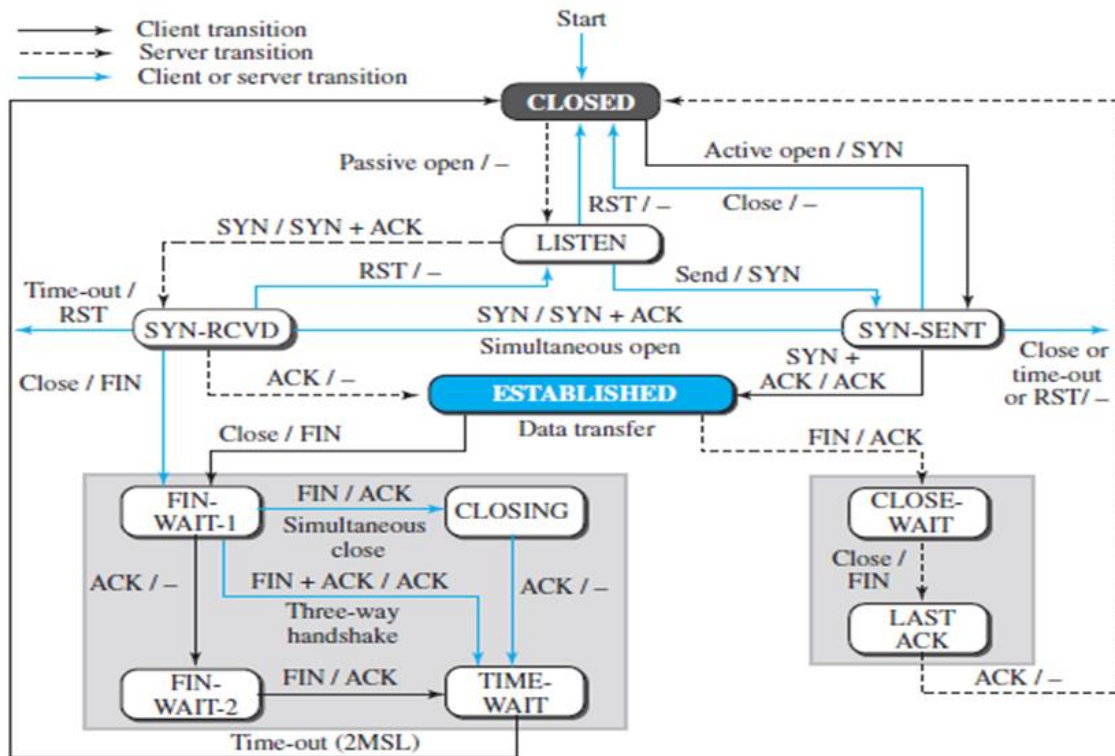 Start
Client transition
Server transition
Client or server transition
CLOSED
Passive open / –
Active open / SYN
RST / –
Close / –
SYN / SYN + ACK
LISTEN
RST / –
Send / SYN
Time-out /
RST
SYN-RCVD
SYN / SYN + ACK
Simultaneous open
SYN-SENT
Close / FIN
ACK / –
SYN +
ACK / ACK
Close or
time-out
or RST/ –
ESTABLISHED
Data transfer
Close / FIN
FIN / ACK
FIN-
WAIT-1
FIN / ACK
Simultaneous
close
CLOSING
CLOSE-
WAIT
ACK / –
FIN + ACK / ACK
Three-way
handshake
ACK / –
Close /
FIN
LAST
ACK
FIN-
WAIT-2
FIN / ACK
TIME-
WAIT
ACK / –
Time-out (2MSL)